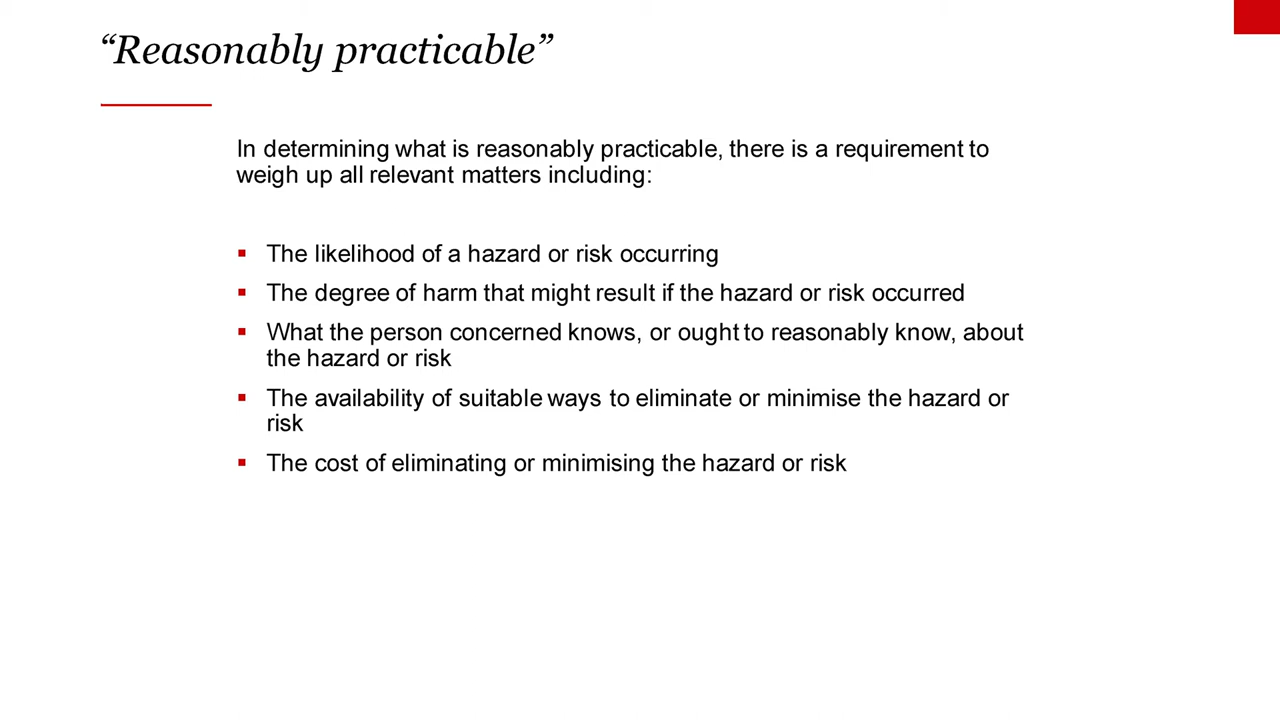 “Reasonably practicable”
In determining what is reasonably practicable, there is a requirement to
weigh up all relevant matters including:
▪ The likelihood of a hazard or risk occurring
▪ The degree of harm that might result if the hazard or risk occurred
▪ What the person concerned knows, or ought to reasonably know, about
the hazard or risk
▪ The availability of suitable ways to eliminate or minimise the hazard or
risk
▪ The cost of eliminating or minimising the hazard or risk